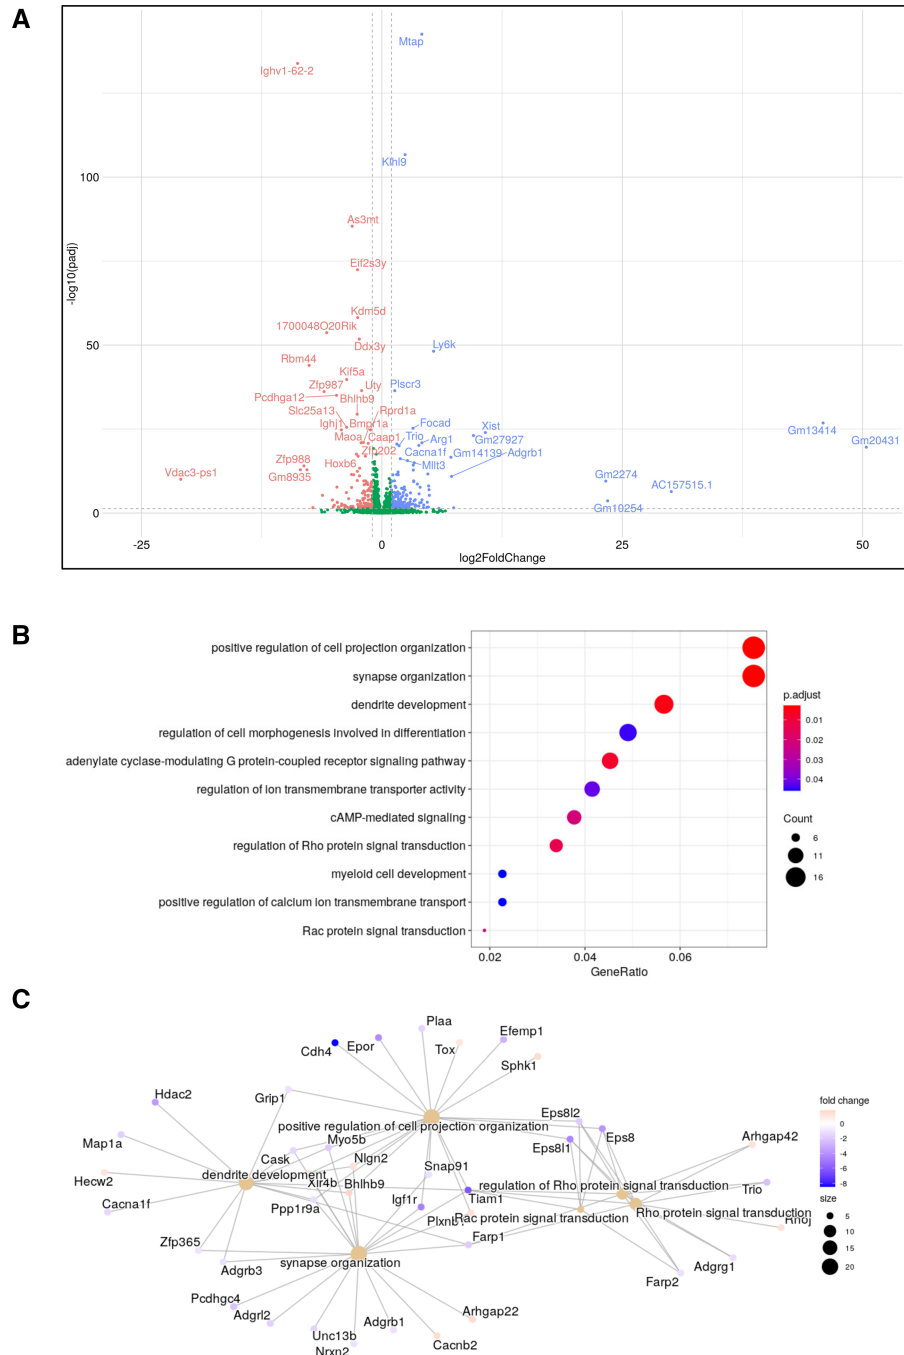 A
Mtap
Ighv1-62-2
Klhl9
100
As3mt
-log10(padj)
Eif2s3y
Kdm5d
1700048O20Rik
Ddx3y
Ly6k
50
Rbm44
Kif5a
Zfp987
Uty
Plscr3
Pcdhga12
Bhlhb9
Slc25a13
Rprd1a
Ighj1
Bmpr1a
Focad
Xist
Gm13414
Maoa
Caap1
Trio
Arg1
Gm27927
Gm20431
Zfp202
Cacna1f
Gm14139
Adgrb1
Zfp988
Hoxb6
Mllt3
Vdac3-ps1
Gm8935
Gm2274
AC157515.1
Gm10254
0
-25
0
25
50
log2FoldChange
B
positive regulation of cell projection organization
synapse organization
dendrite development
regulation of cell morphogenesis involved in differentiation
adenylate cyclase-modulating G protein-coupled receptor signaling pathway
regulation of ion transmembrane transporter activity
cAMP-mediated signaling
regulation of Rho protein signal transduction
myeloid cell development
positive regulation of calcium ion transmembrane transport
Rac protein signal transduction
0.02
0.04
0.06
GeneRatio
p.adjust
0.01
0.02
0.03
0.04
Count
6
11
16
C
Plaa
Efemp1
Cdh4
Epor
Tox
Sphk1
Hdac2
Grip1
Eps8l2
positive regulation of cell projection organization
Eps8
Map1a
Myo5b
Eps8l1
Arhgap42
Cask
Nlgn2
Snap91
dendrite development
Hecw2
Bhlhb9
regulation of Rho protein signal transduction
Trio
Cacna1f
Igf1r
Tiam1
Ppp1r9a
Rac protein signal transduction
Rho protein signal transduction
Rhoj
Zfp365
Farp1
synapse organization
Adgrb3
Adgrg1
Farp2
Pcdhgc4
Adgrl2
Arhgap22
Adgrb1
Unc13b
Cacnb2
Nrxn2
fold change
0
-2
-4
-6
-8
size
5
10
15
20